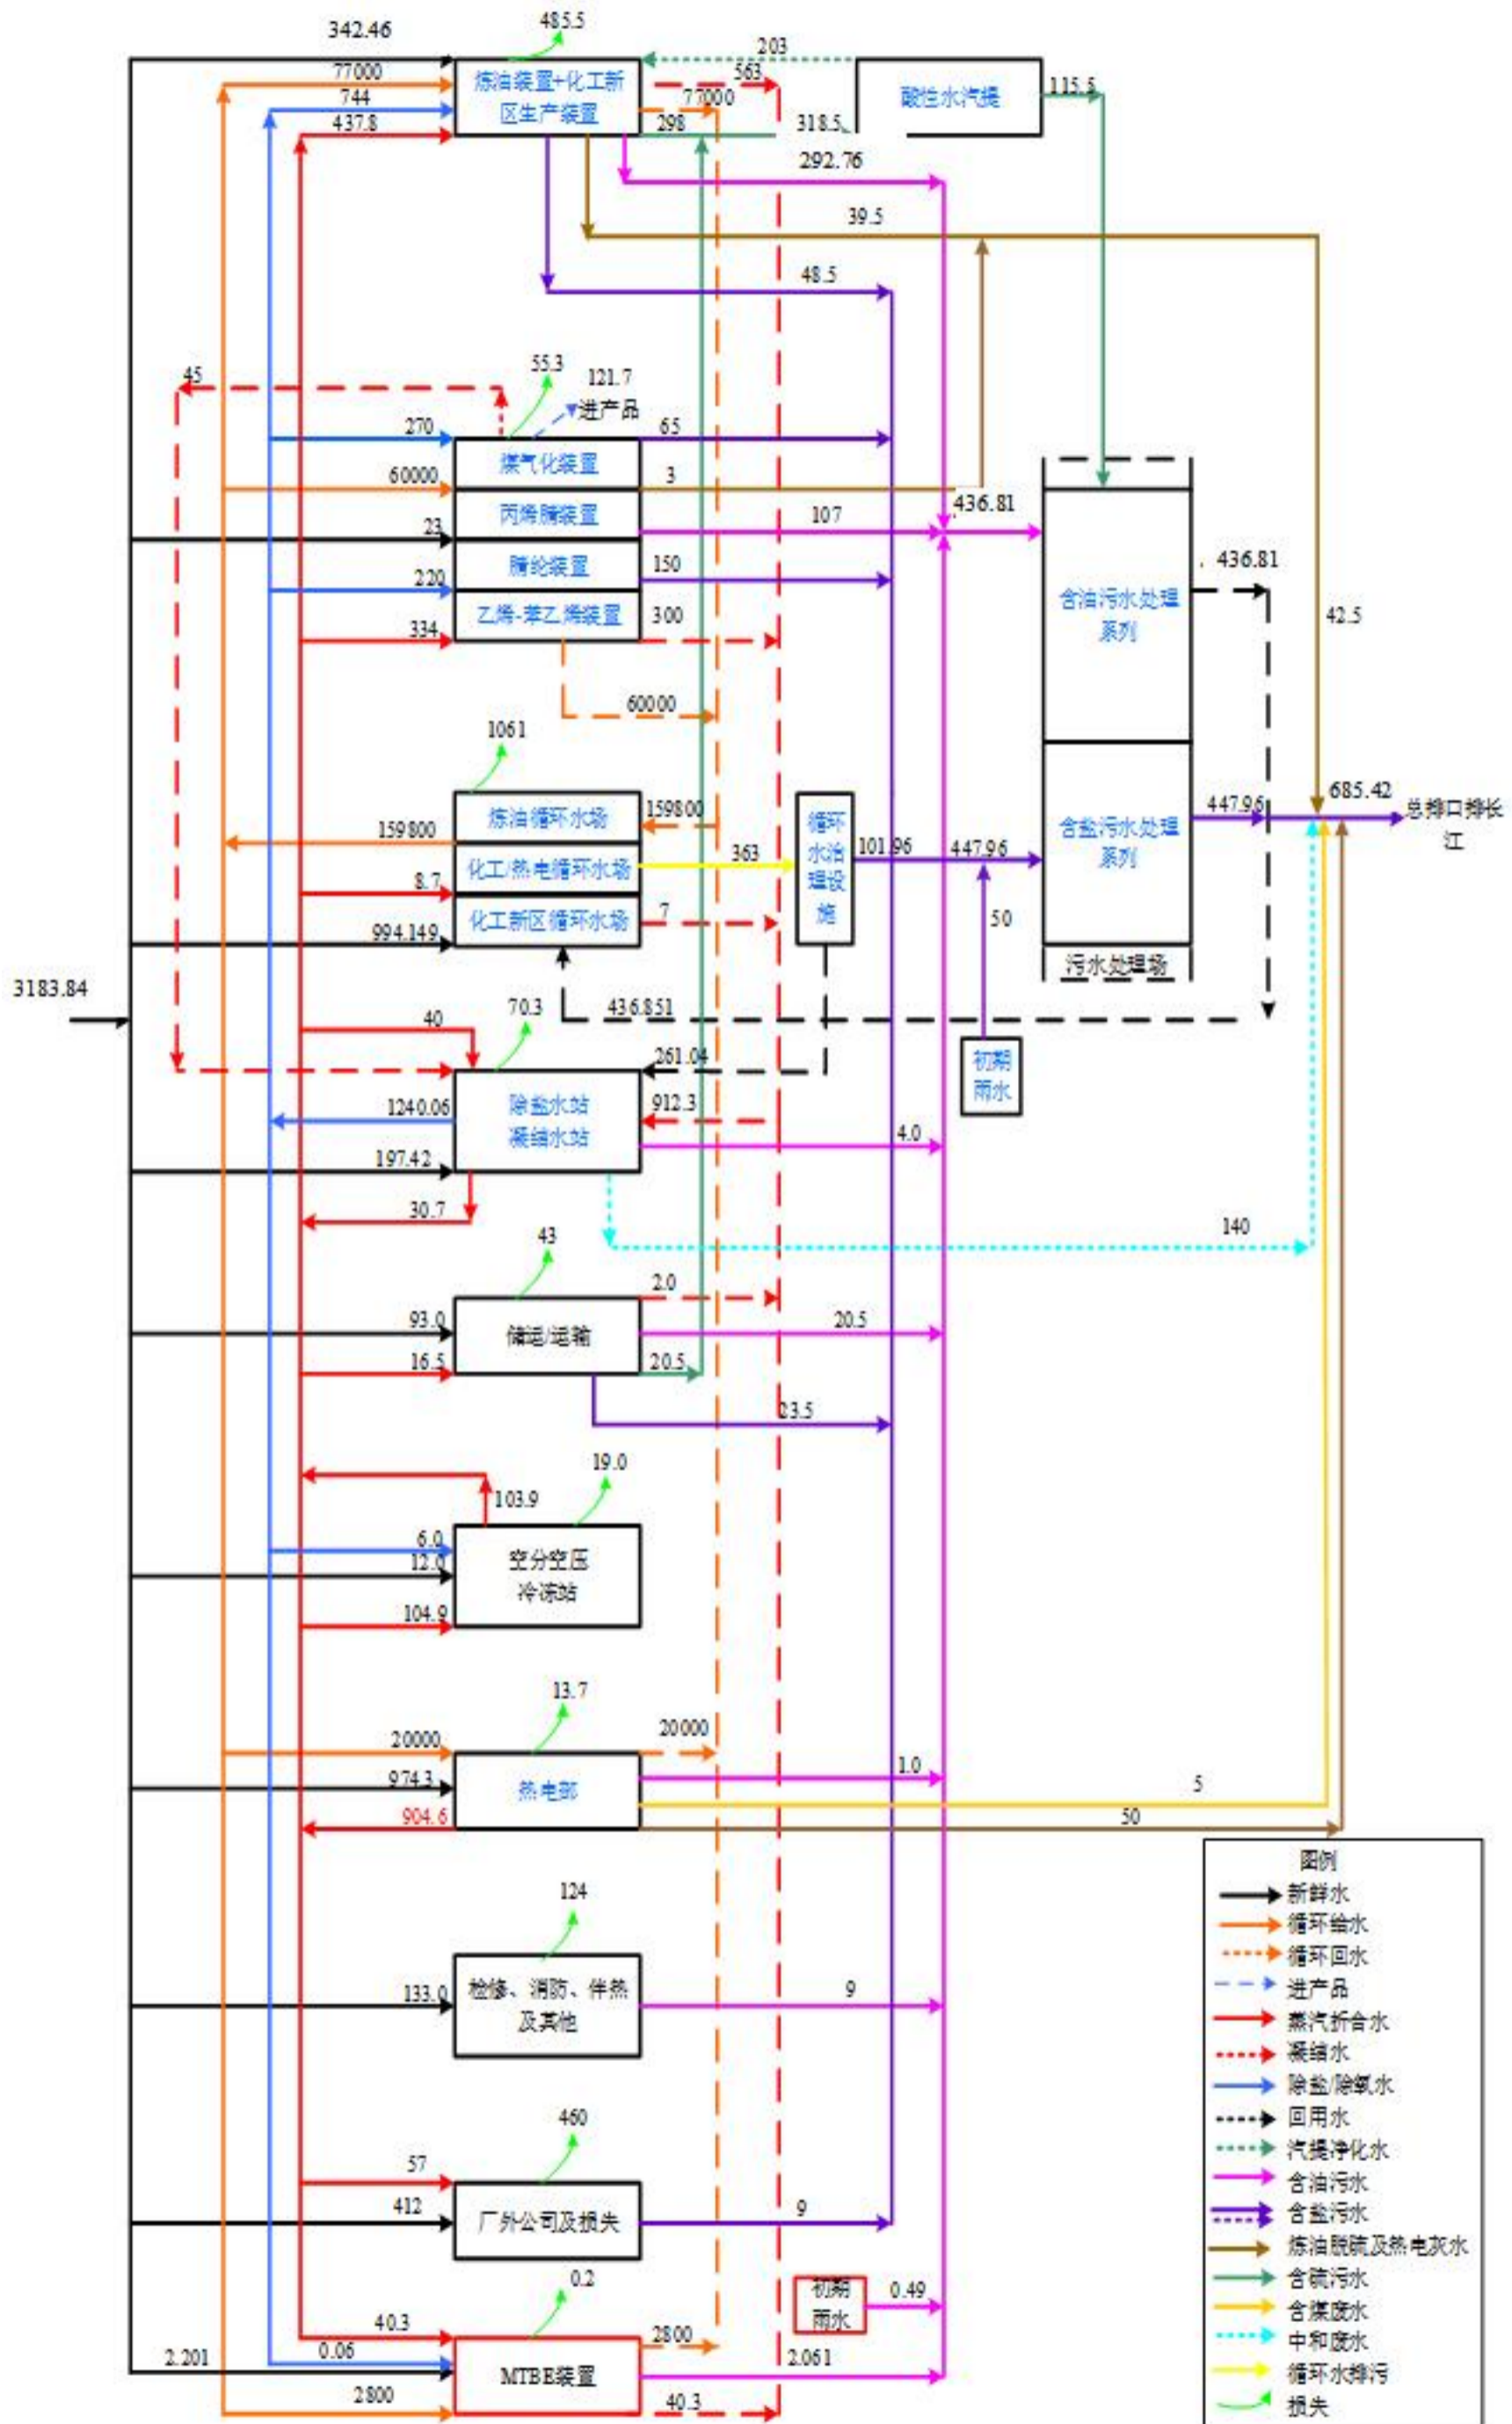 342.46
485.5
203
77000
563
炼油装置+化工新
区生产装置
酸性水汽提
115.5
744
77000
437.8
298
318.5
292.76
39.5
48.5
45
55.3
121.7
进产品
270
65
煤气化装置
60000
3
436.81
丙烯腈装置
23
107
436.81
腈纶装置
150
220
乙烯-苯乙烯装置
300
334
含油污水处理
系列
42.5
60000
1061
炼油循环水场
159800
159800
循环
水治
理设
施
化工/热电循环水场
363
101.96
447.96
含盐污水处理
系列
447.96
685.42
总排口排长
江
8.7
化工新区循环水场
7
994.149
50
污水处理场
3183.84
436.851
40
70.3
261.04
初期
雨水
1240.06
除盐水站
凝结水站
912.3
4.0
197.42
30.7
140
43
2.0
93.0
储运/运输
20.5
16.5
20.5
23.5
19.0
103.9
6.0
12.0
空分空压
冷冻站
104.9
13.7
20000
20000
974.3
热电部
1.0
5
904.6
50
124
133.0
检修、消防、伴热
及其他
9
460
57
412
厂外公司及损失
9
0.2
初期
雨水
0.49
40.3
2800
2.201
0.06
MTBE装置
2.061
2800
40.3
图例
新鲜水
循环给水
循环回水
进产品
蒸汽折合水
凝结水
除盐/除氧水
回用水
汽提净化水
含油污水
含盐污水
炼油脱硫及热电灰水
含硫污水
含煤废水
中和废水
循环水排污
损失